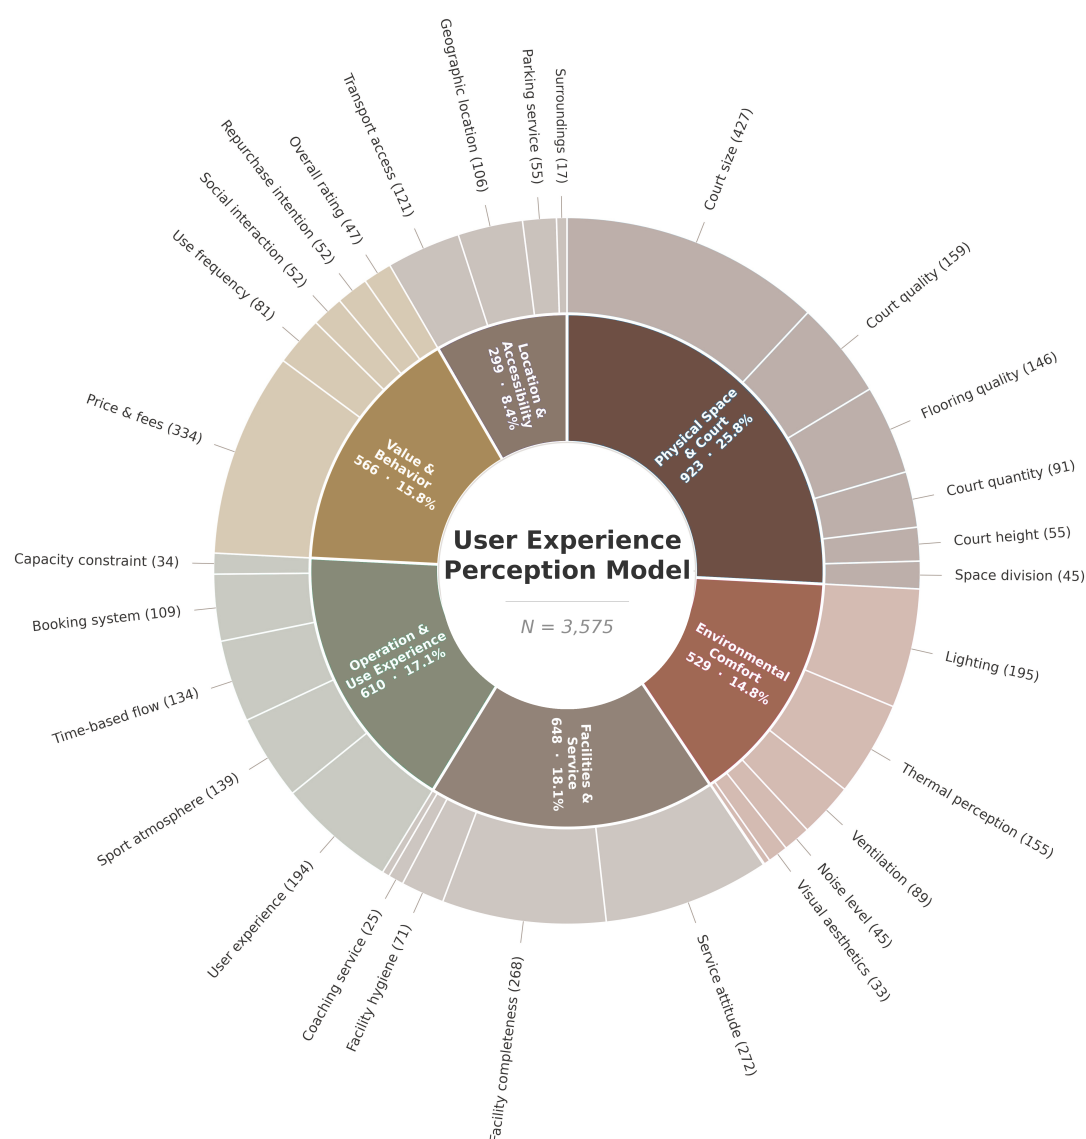 User Experience
Perception Model
N = 3,575
Physical Space
& Court
923 · 25.8%
Court size (427)
Court quality (159)
Flooring quality (146)
Court quantity (91)
Court height (55)
Space division (45)
Environmental
Comfort
529 · 14.8%
Lighting (195)
Thermal perception (155)
Ventilation (89)
Noise level (45)
Visual aesthetics (33)
Facilities &
Service
648 · 18.1%
Service attitude (272)
Facility completeness (268)
Facility hygiene (71)
Coaching service (25)
Operation &
Use Experience
610 · 17.1%
User experience (194)
Sport atmosphere (139)
Time-based flow (134)
Booking system (109)
Capacity constraint (34)
Value &
Behavior
566 · 15.8%
Price & fees (334)
Use frequency (81)
Social interaction (52)
Repurchase intention (52)
Overall rating (47)
Location &
Accessibility
299 · 8.4%
Transport access (121)
Geographic location (106)
Parking service (55)
Surroundings (17)